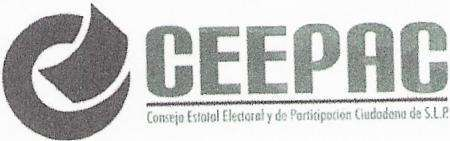 CEEPAC
Consejo Estatal Electoral y de Participacion Ciudadana de S.L.P.